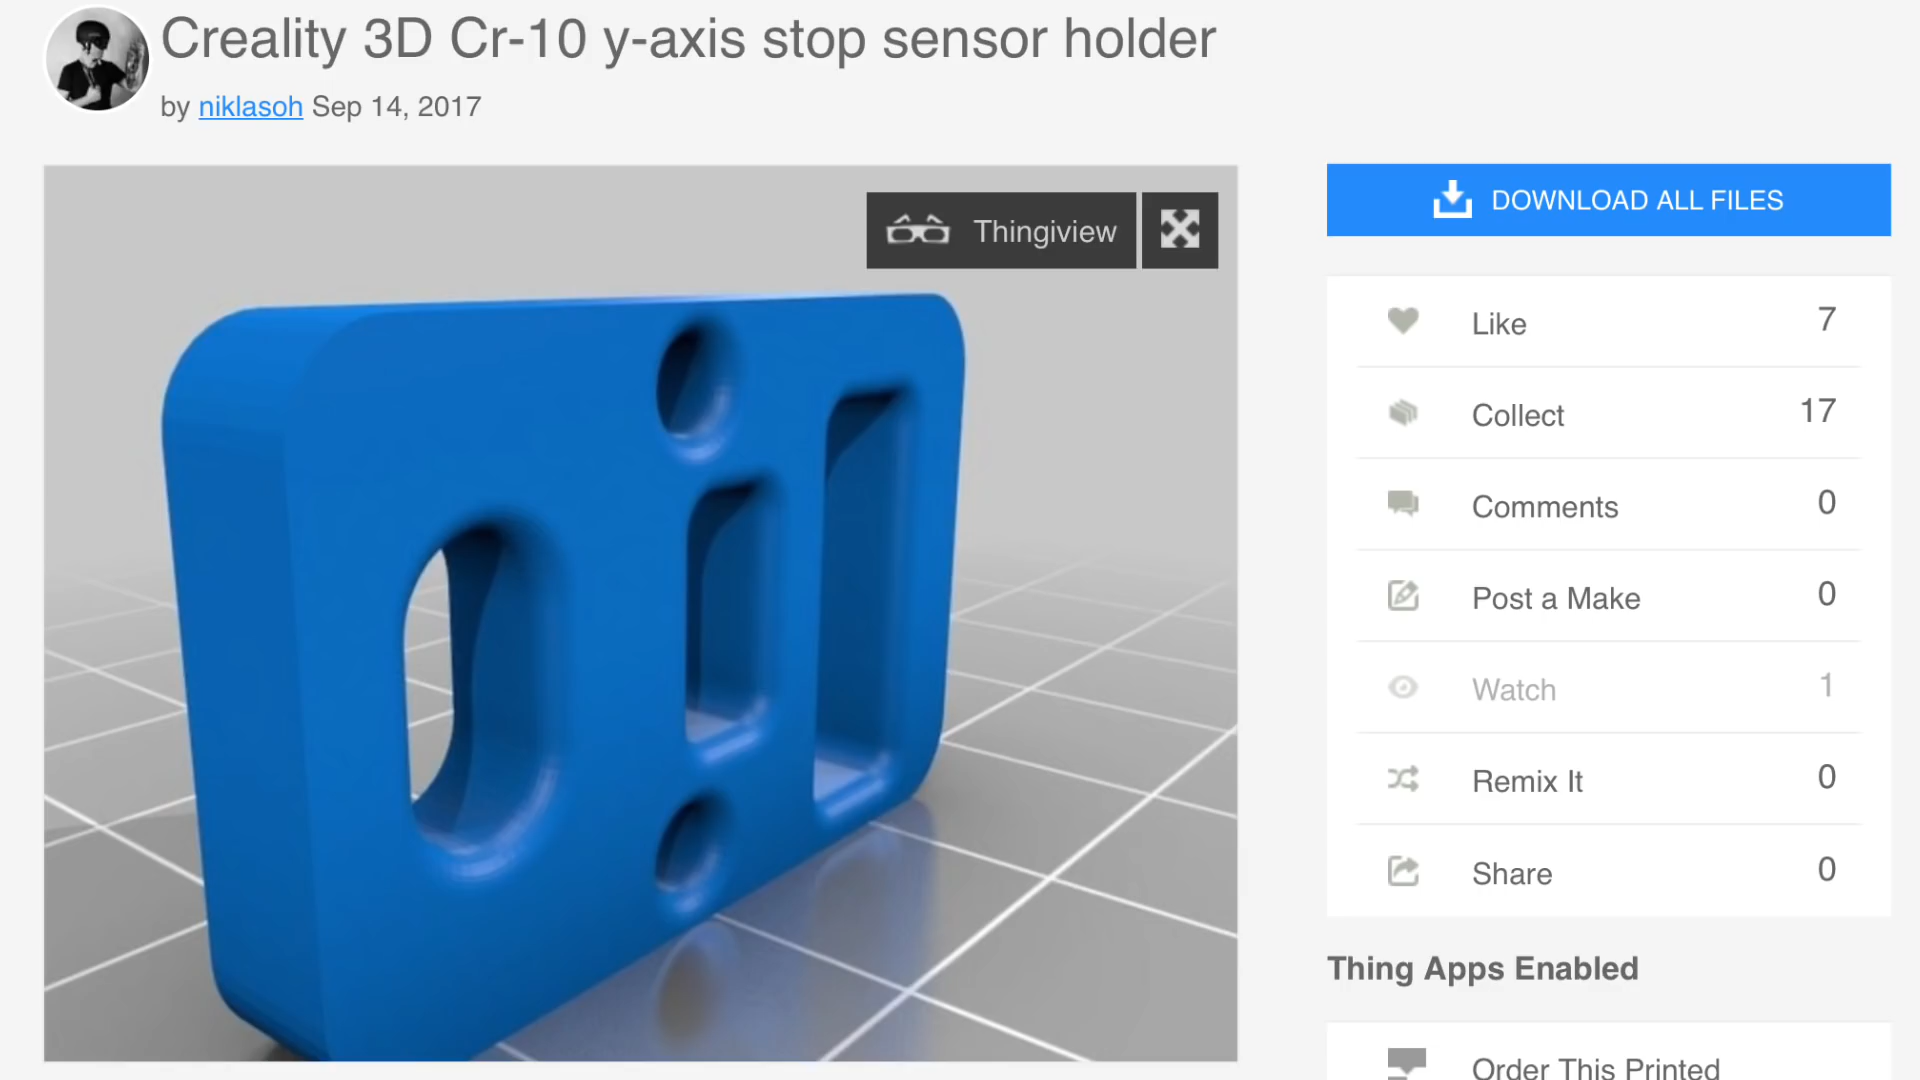 Creality 3D Cr-10 y-axis stop sensor holder
by niklasoh Sep 14, 2017
Thingiview
DOWNLOAD ALL FILES
Like 7
Collect 17
Comments 0
Post a Make 0
Watch 1
Remix It 0
Share 0
Thing Apps Enabled
Order This Printed